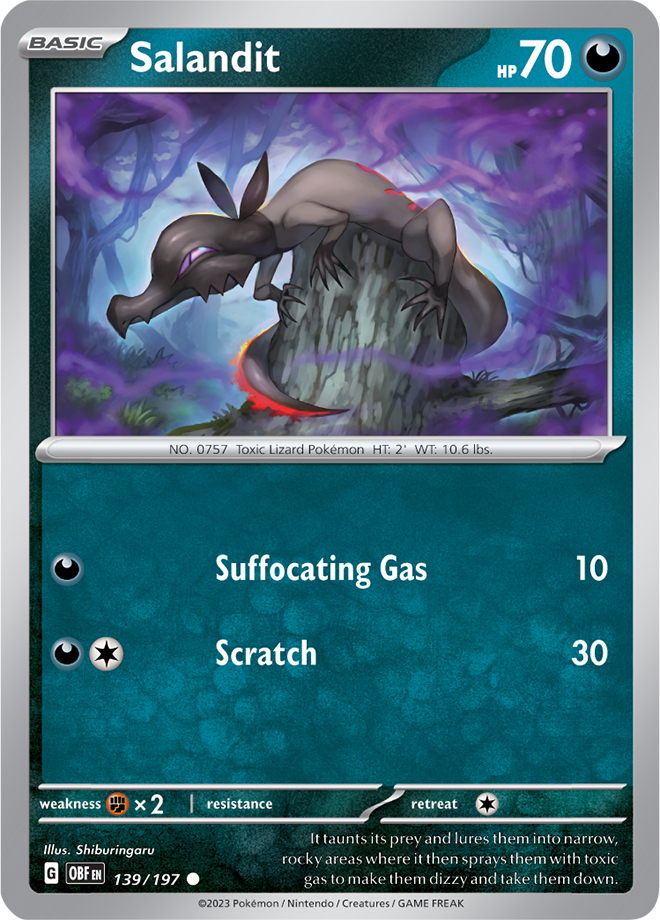 BASIC
Salandit
HP 70
NO. 0757 Toxic Lizard Pokémon HT: 2' WT: 10.6 lbs.
Suffocating Gas 10
Scratch 30
weakness ×2 resistance retreat
Illus. Shiburingaru
It taunts its prey and lures them into narrow,
rocky areas where it then sprays them with toxic
gas to make them dizzy and take them down.
G OBF EN 139/197
©2023 Pokémon / Nintendo / Creatures / GAME FREAK